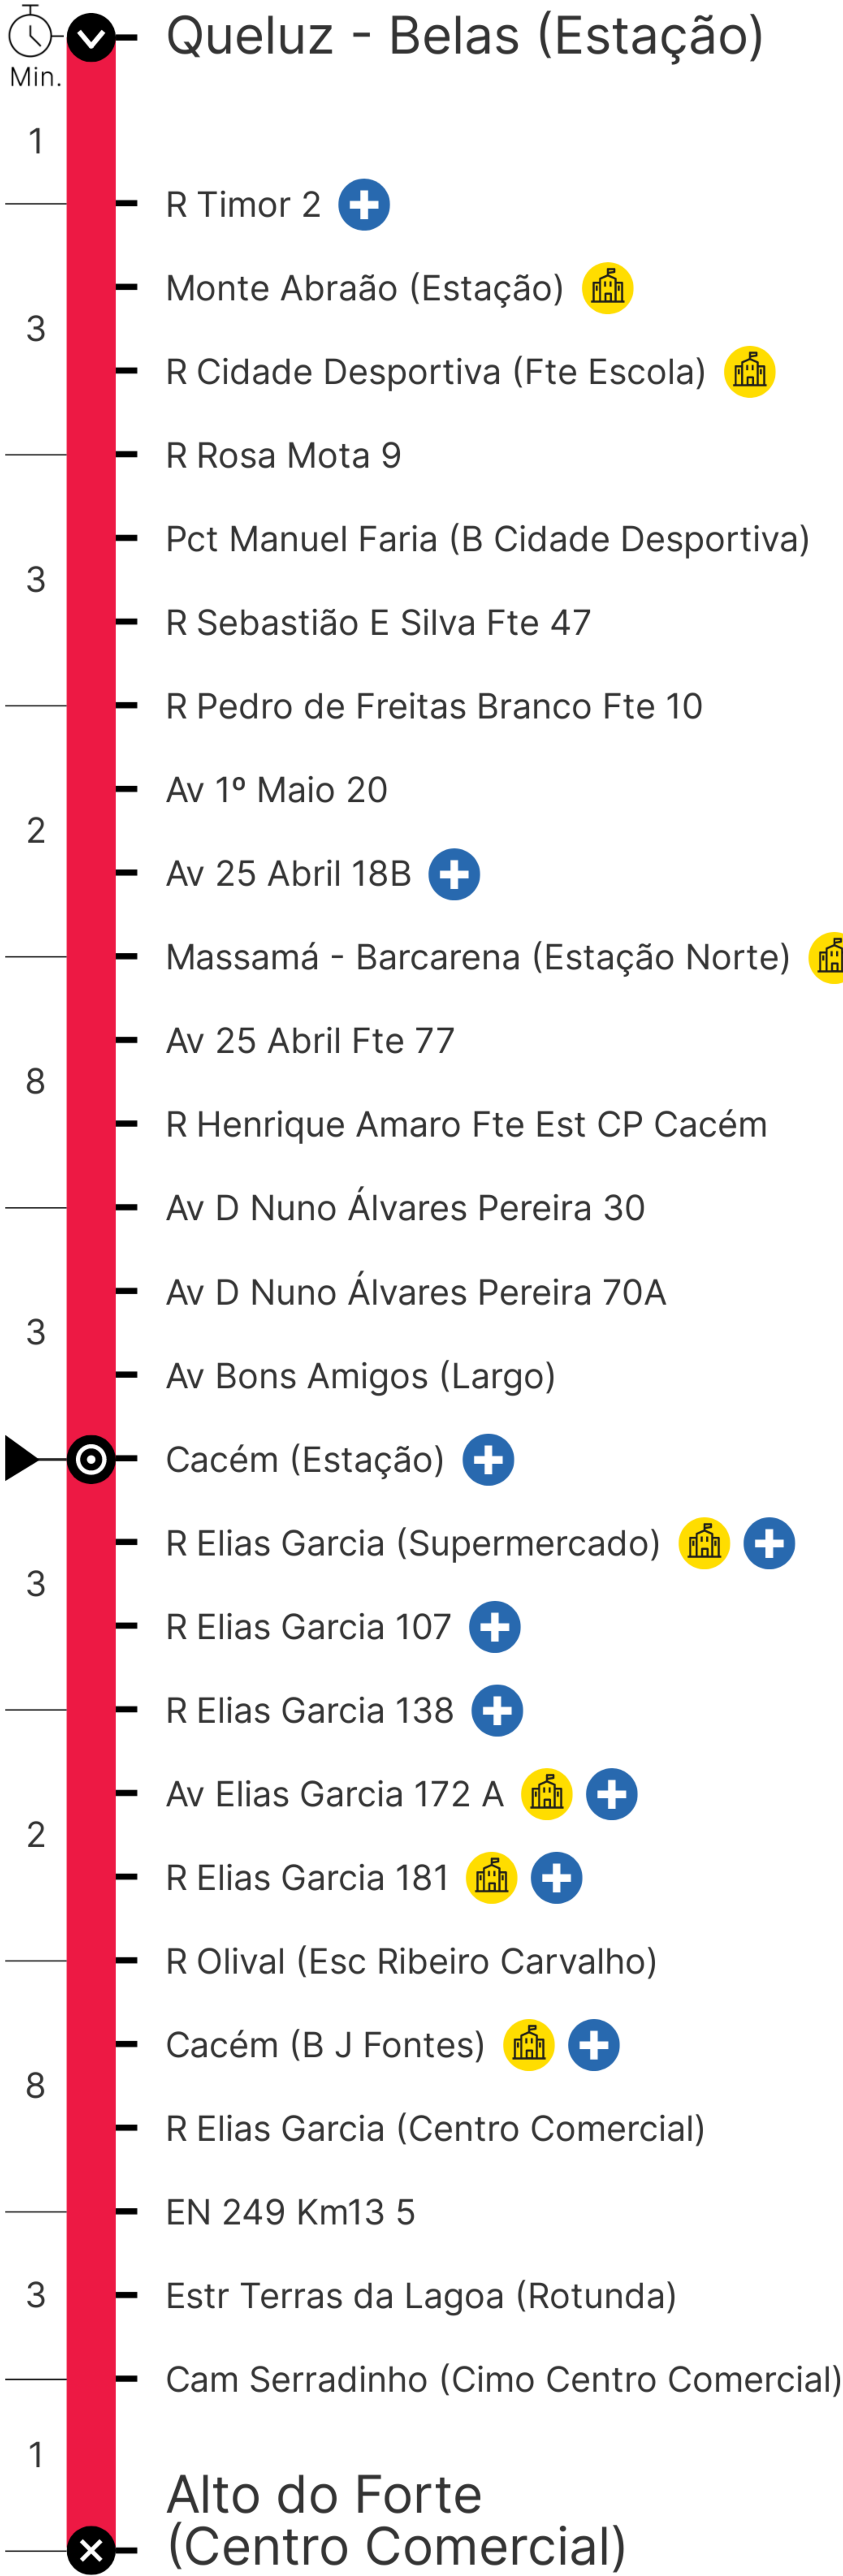 Queluz - Belas (Estação)
Min.
1
R Timor 2
Monte Abraão (Estação)
3
R Cidade Desportiva (Fte Escola)
R Rosa Mota 9
Pct Manuel Faria (B Cidade Desportiva)
3
R Sebastião E Silva Fte 47
R Pedro de Freitas Branco Fte 10
Av 1º Maio 20
2
Av 25 Abril 18B
Massamá - Barcarena (Estação Norte)
Av 25 Abril Fte 77
8
R Henrique Amaro Fte Est CP Cacém
Av D Nuno Álvares Pereira 30
Av D Nuno Álvares Pereira 70A
3
Av Bons Amigos (Largo)
Cacém (Estação)
R Elias Garcia (Supermercado)
3
R Elias Garcia 107
R Elias Garcia 138
Av Elias Garcia 172 A
2
R Elias Garcia 181
R Olival (Esc Ribeiro Carvalho)
Cacém (B J Fontes)
8
R Elias Garcia (Centro Comercial)
EN 249 Km13 5
3
Estr Terras da Lagoa (Rotunda)
Cam Serradinho (Cimo Centro Comercial)
1
Alto do Forte
(Centro Comercial)